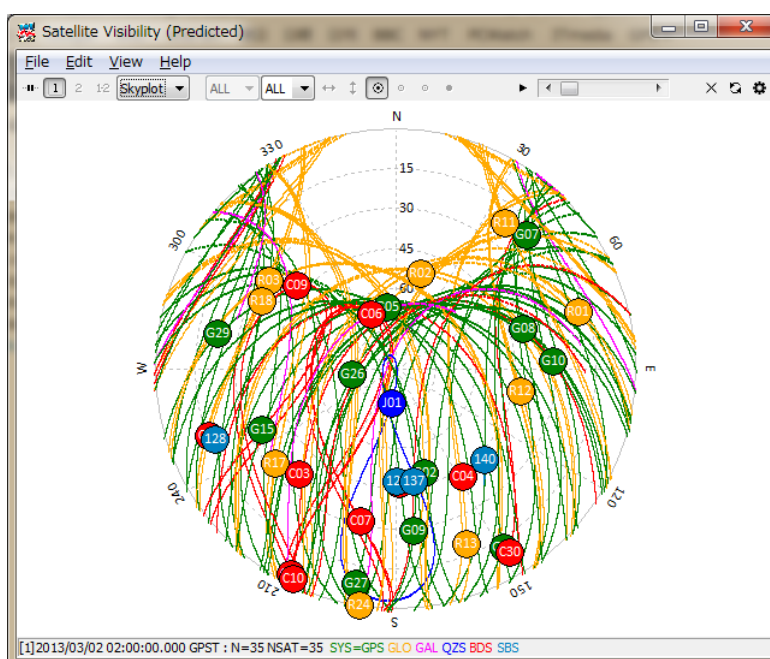 Satellite Visibility (Predicted)
File Edit View Help
1 2 1-2 Skyplot ALL ALL
N
330 30
15
30
300 60
45
60
R11
G07
R02
R03 C09
R18
C06
R01
G29
G08
G10
W E
G26
R12
J01
G15
128
R17
C03
140
C04
137
240 120
C07
G09
R13
C30
C10
G27
210 150
R24
S
[1]2013/03/02 02:00:00.000 GPST : N=35 NSAT=35 SYS=GPS GLO GAL QZS BDS SBS